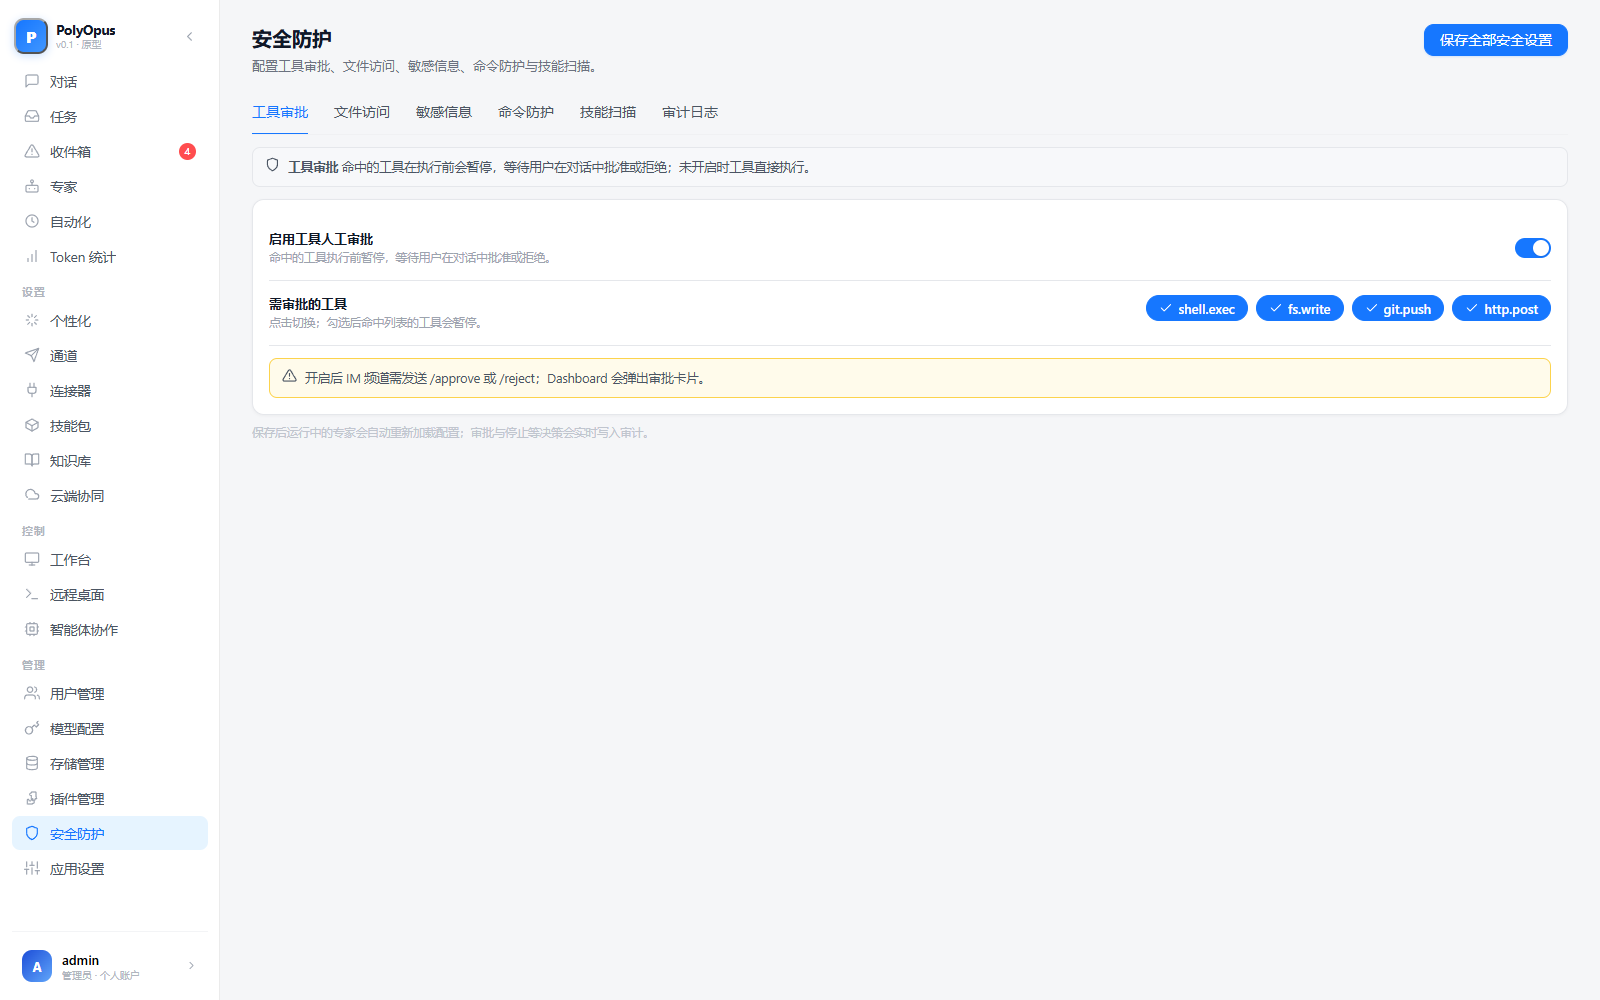 P
PolyOpus
v0.1 · 原型
对话
任务
收件箱
4
专家
自动化
Token 统计
设置
个性化
通道
连接器
技能包
知识库
云端协同
控制
工作台
远程桌面
智能体协作
管理
用户管理
模型配置
存储管理
插件管理
安全防护
应用设置
A
admin
管理员 · 个人账户
安全防护
配置工具审批、文件访问、敏感信息、命令防护与技能扫描。
保存全部安全设置
工具审批 文件访问 敏感信息 命令防护 技能扫描 审计日志
工具审批 命中的工具在执行前会暂停，等待用户在对话中批准或拒绝；未开启时工具直接执行。
启用工具人工审批
命中的工具执行前暂停，等待用户在对话中批准或拒绝。
需审批的工具
点击切换；勾选后命中列表的工具会暂停。
shell.exec fs.write git.push http.post
开启后 IM 频道需发送 /approve 或 /reject；Dashboard 会弹出审批卡片。
保存后运行中的专家会自动重新加载配置；审批与停止等决策会实时写入审计。